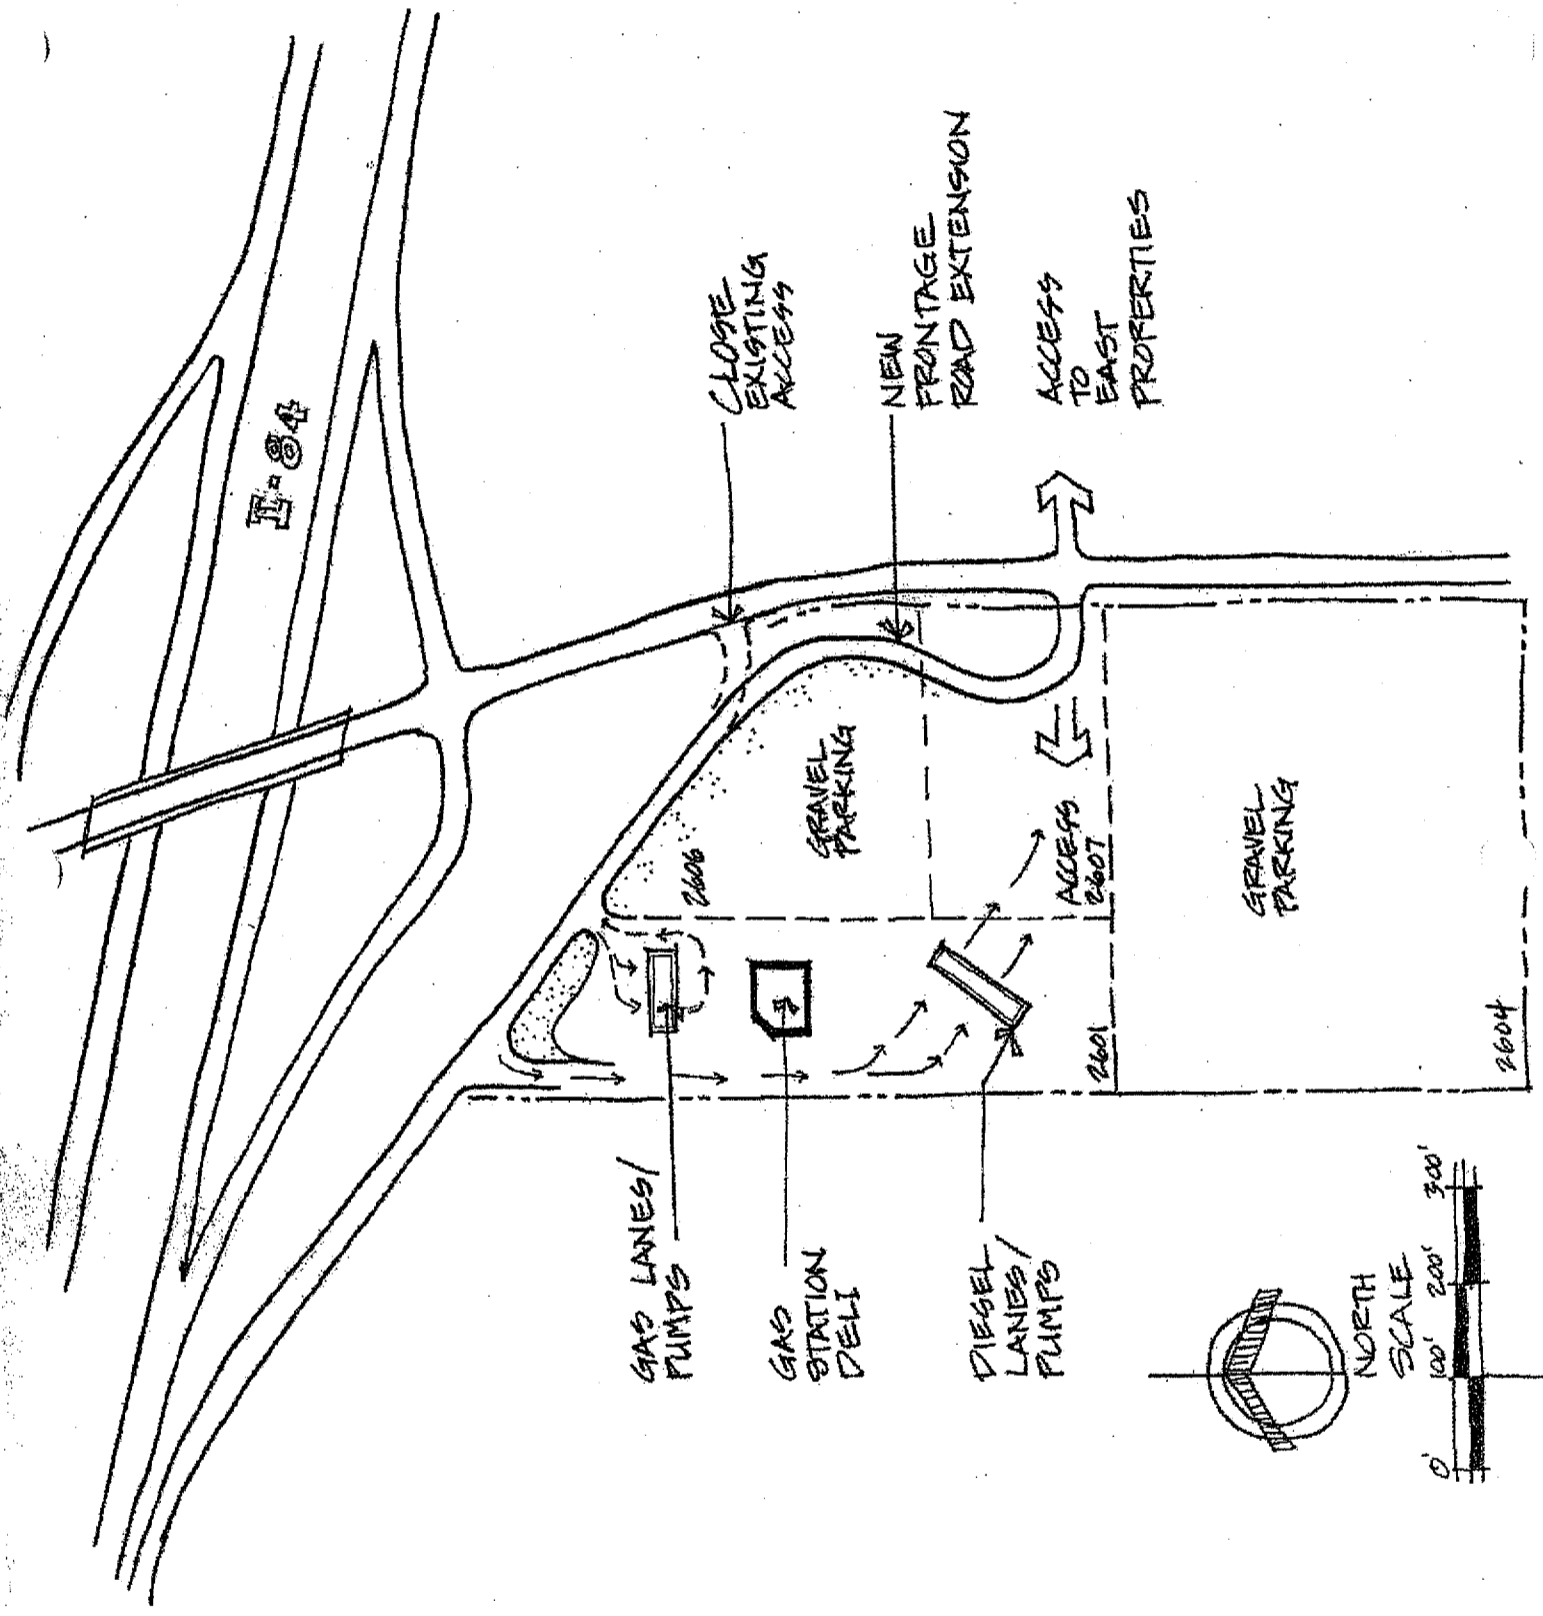 I-84
CLOSE
EXISTING
ACCESS
NEW
FRONTAGE
ROAD EXTENSION
ACCESS
TO
EAST
PROPERTIES
2606
GRAVEL
PARKING
ACCESS
2607
GRAVEL
PARKING
2601
2604
GAS LANES/
PUMPS
GAS
STATION
DELI
DIESEL
LANES/
PUMPS
NORTH
SCALE
0' 100' 200' 300'